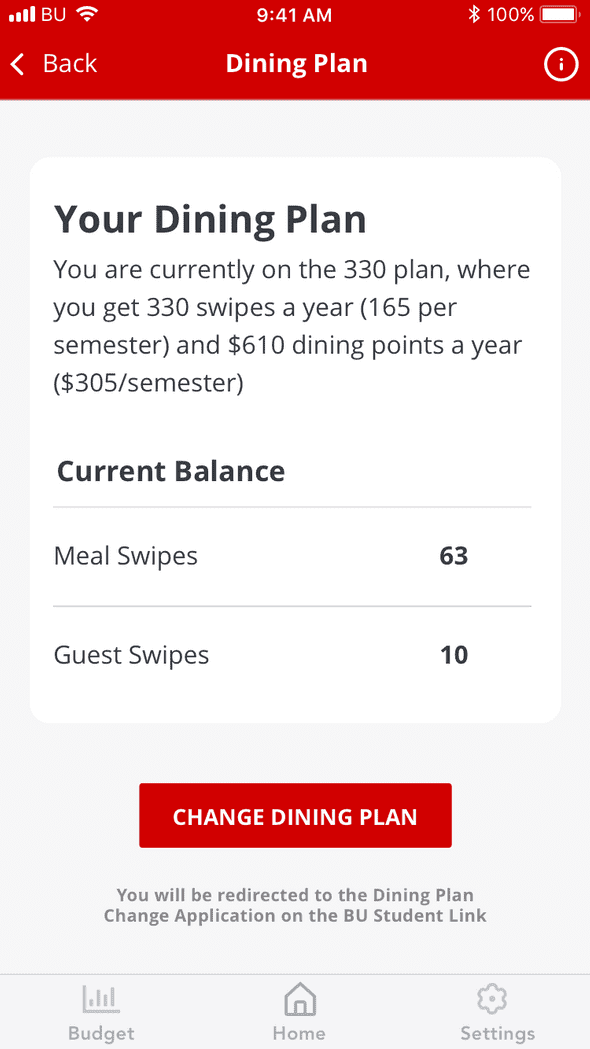 BU 9:41 AM 100%
Back Dining Plan
Your Dining Plan
You are currently on the 330 plan, where
you get 330 swipes a year (165 per
semester) and $610 dining points a year
($305/semester)
Current Balance
Meal Swipes 63
Guest Swipes 10
CHANGE DINING PLAN
You will be redirected to the Dining Plan
Change Application on the BU Student Link
Budget Home Settings